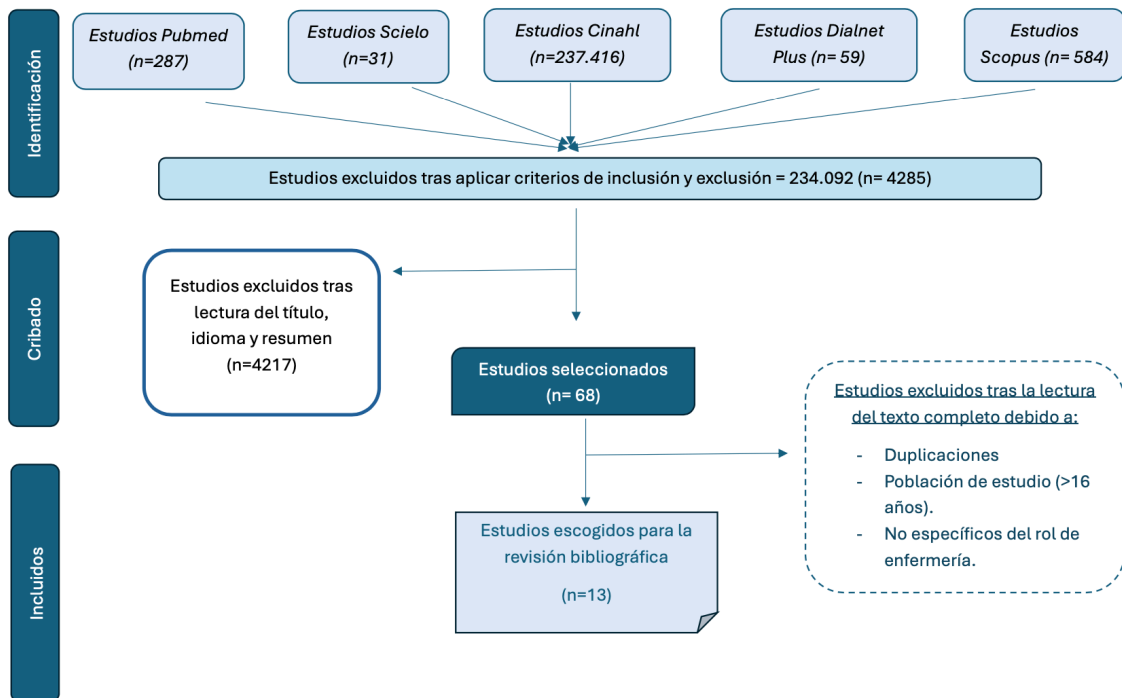 Identificación
Estudios Pubmed
(n=287)
Estudios Scielo
(n=31)
Estudios Cinahl
(n=237.416)
Estudios Dialnet
Plus (n= 59)
Estudios
Scopus (n= 584)
Estudios excluidos tras aplicar criterios de inclusión y exclusión = 234.092 (n= 4285)
Cribado
Estudios excluidos tras
lectura del título,
idioma y resumen
(n=4217)
Estudios seleccionados
(n= 68)
Estudios excluidos tras la lectura
del texto completo debido a:
- Duplicaciones
- Población de estudio (>16
años).
- No específicos del rol de
enfermería.
Incluidos
Estudios escogidos para la
revisión bibliográfica
(n=13)